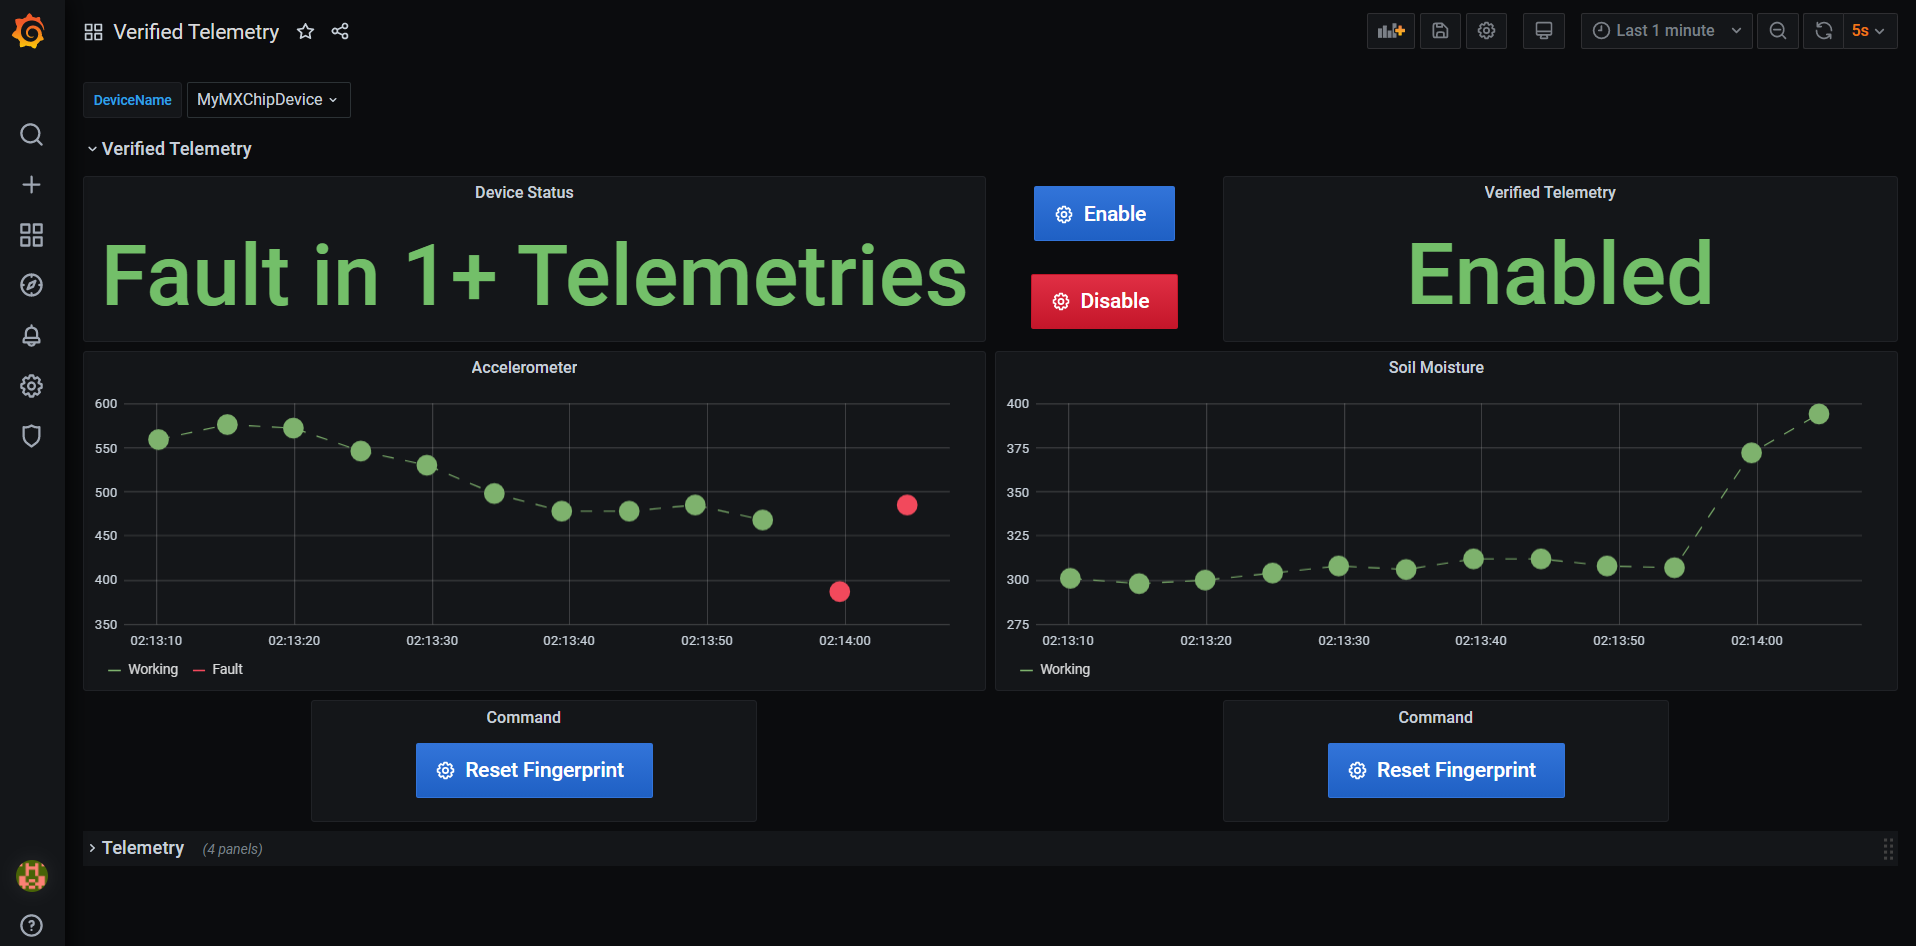 Verified Telemetry
Last 1 minute
5s
DeviceName
MyMXChipDevice
Verified Telemetry
Device Status
Fault in 1+ Telemetries
Enable
Disable
Verified Telemetry
Enabled
Accelerometer
600
550
500
450
400
350
02:13:10 02:13:20 02:13:30 02:13:40 02:13:50 02:14:00
Working Fault
Soil Moisture
400
375
350
325
300
275
02:13:10 02:13:20 02:13:30 02:13:40 02:13:50 02:14:00
Working
Command
Reset Fingerprint
Command
Reset Fingerprint
Telemetry (4 panels)
?